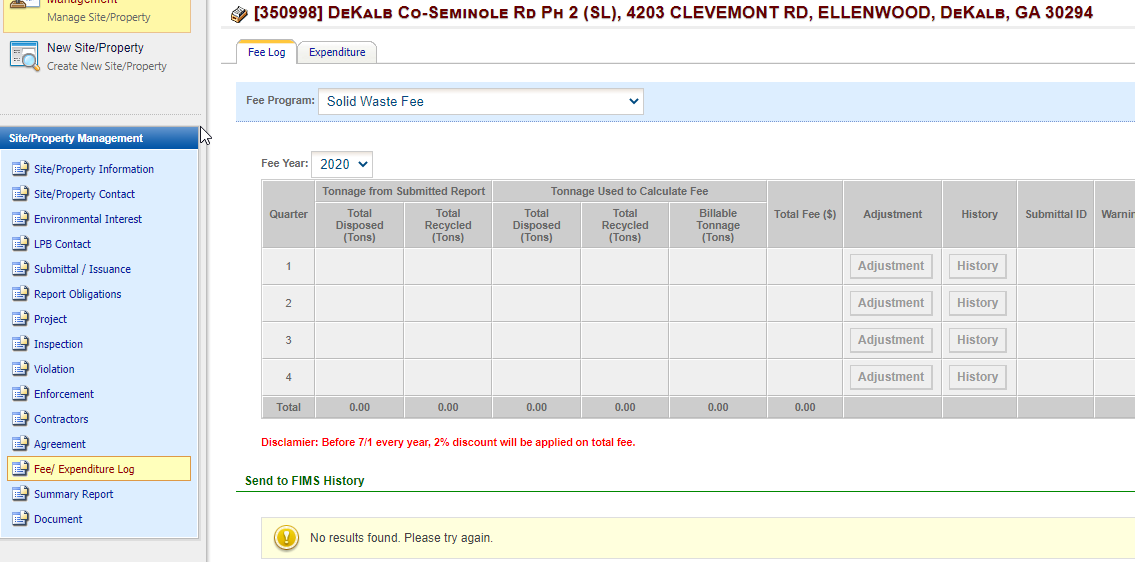 Management
Manage Site/Property
New Site/Property
Create New Site/Property
Site/Property Management
Site/Property Information
Site/Property Contact
Environmental Interest
LPB Contact
Submittal / Issuance
Report Obligations
Project
Inspection
Violation
Enforcement
Contractors
Agreement
Fee/ Expenditure Log
Summary Report
Document
[350998] DeKalb Co-Seminole Rd Ph 2 (SL), 4203 CLEVEMONT RD, ELLENWOOD, DeKalb, GA 30294
Fee Log Expenditure
Fee Program: Solid Waste Fee
Fee Year: 2020
Tonnage from Submitted Report Tonnage Used to Calculate Fee
Quarter Total Disposed (Tons) Total Recycled (Tons) Total Disposed (Tons) Total Recycled (Tons) Billable Tonnage (Tons) Total Fee ($) Adjustment History Submittal ID Warnin
1 Adjustment History
2 Adjustment History
3 Adjustment History
4 Adjustment History
Total 0.00 0.00 0.00 0.00 0.00 0.00
Disclamier: Before 7/1 every year, 2% discount will be applied on total fee.
Send to FIMS History
No results found. Please try again.